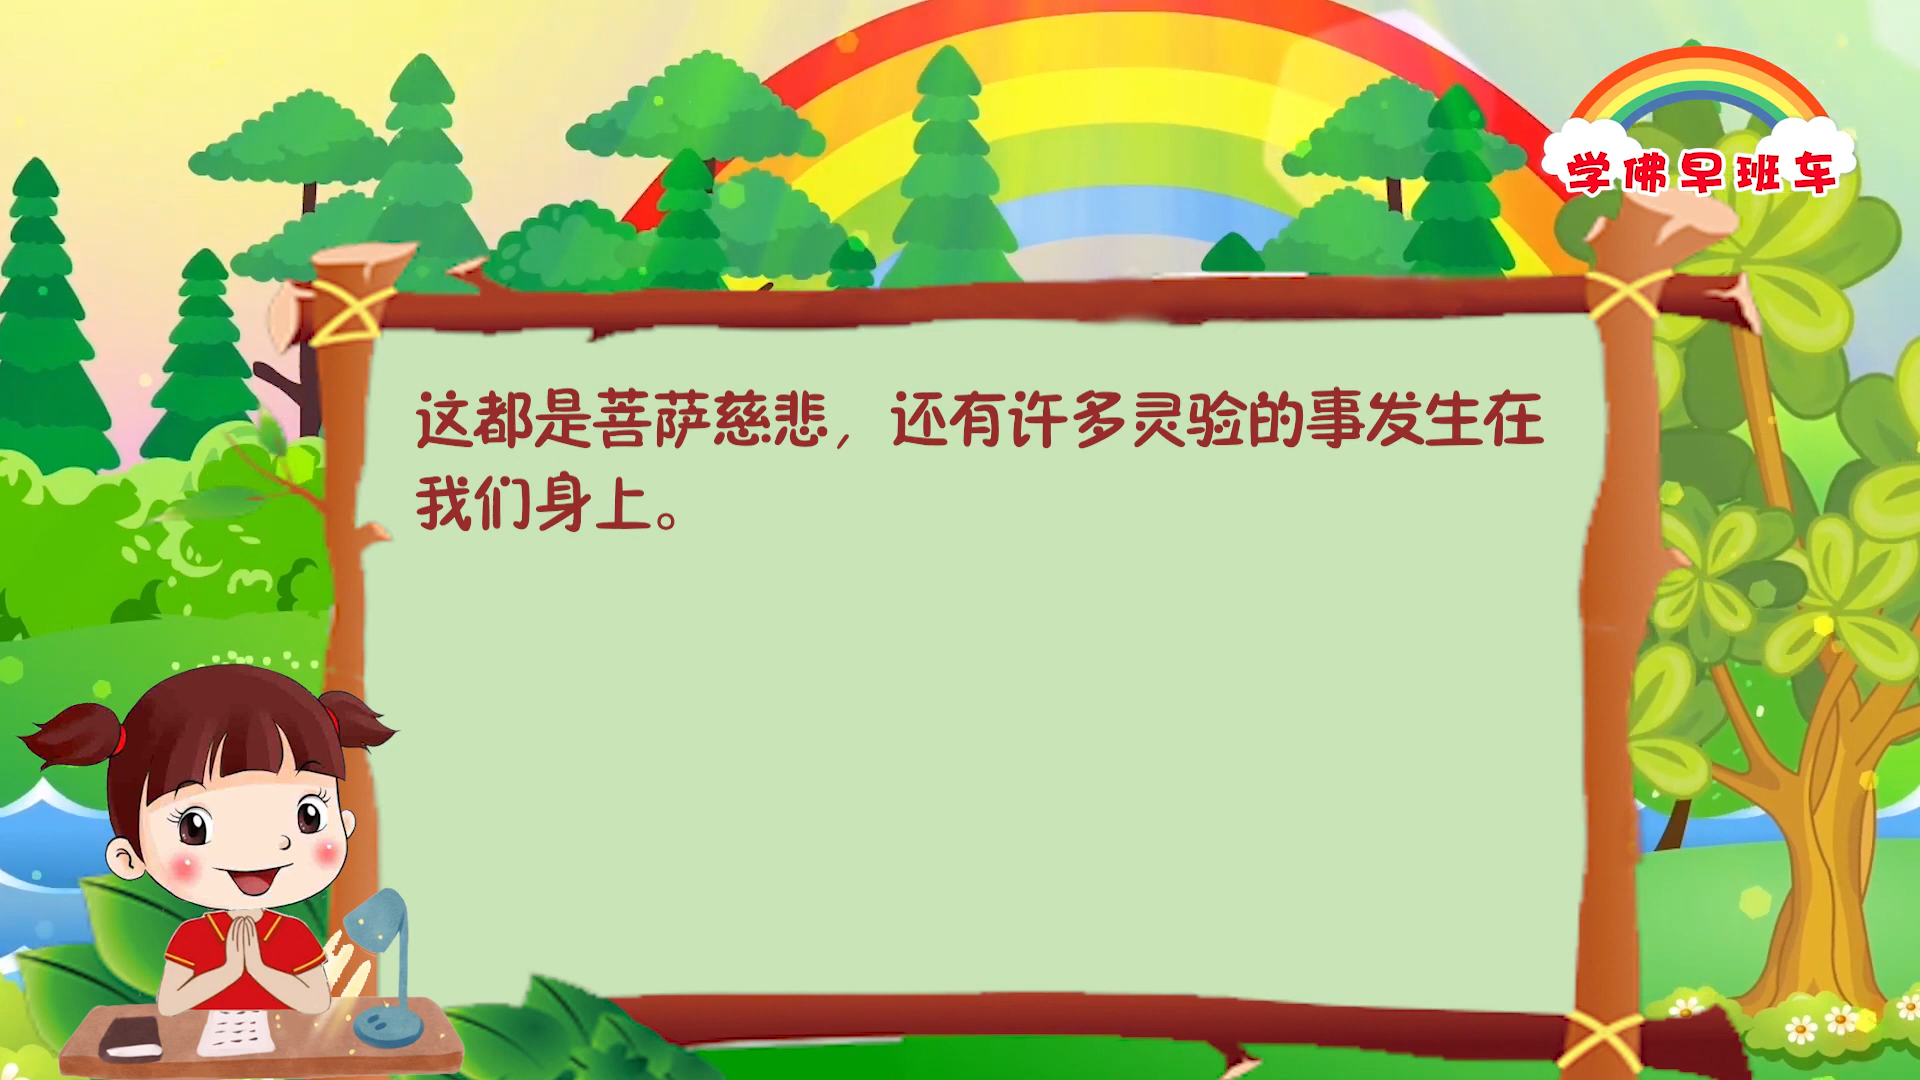 学佛早班车
这都是菩萨慈悲，还有许多灵验的事发生在
我们身上。